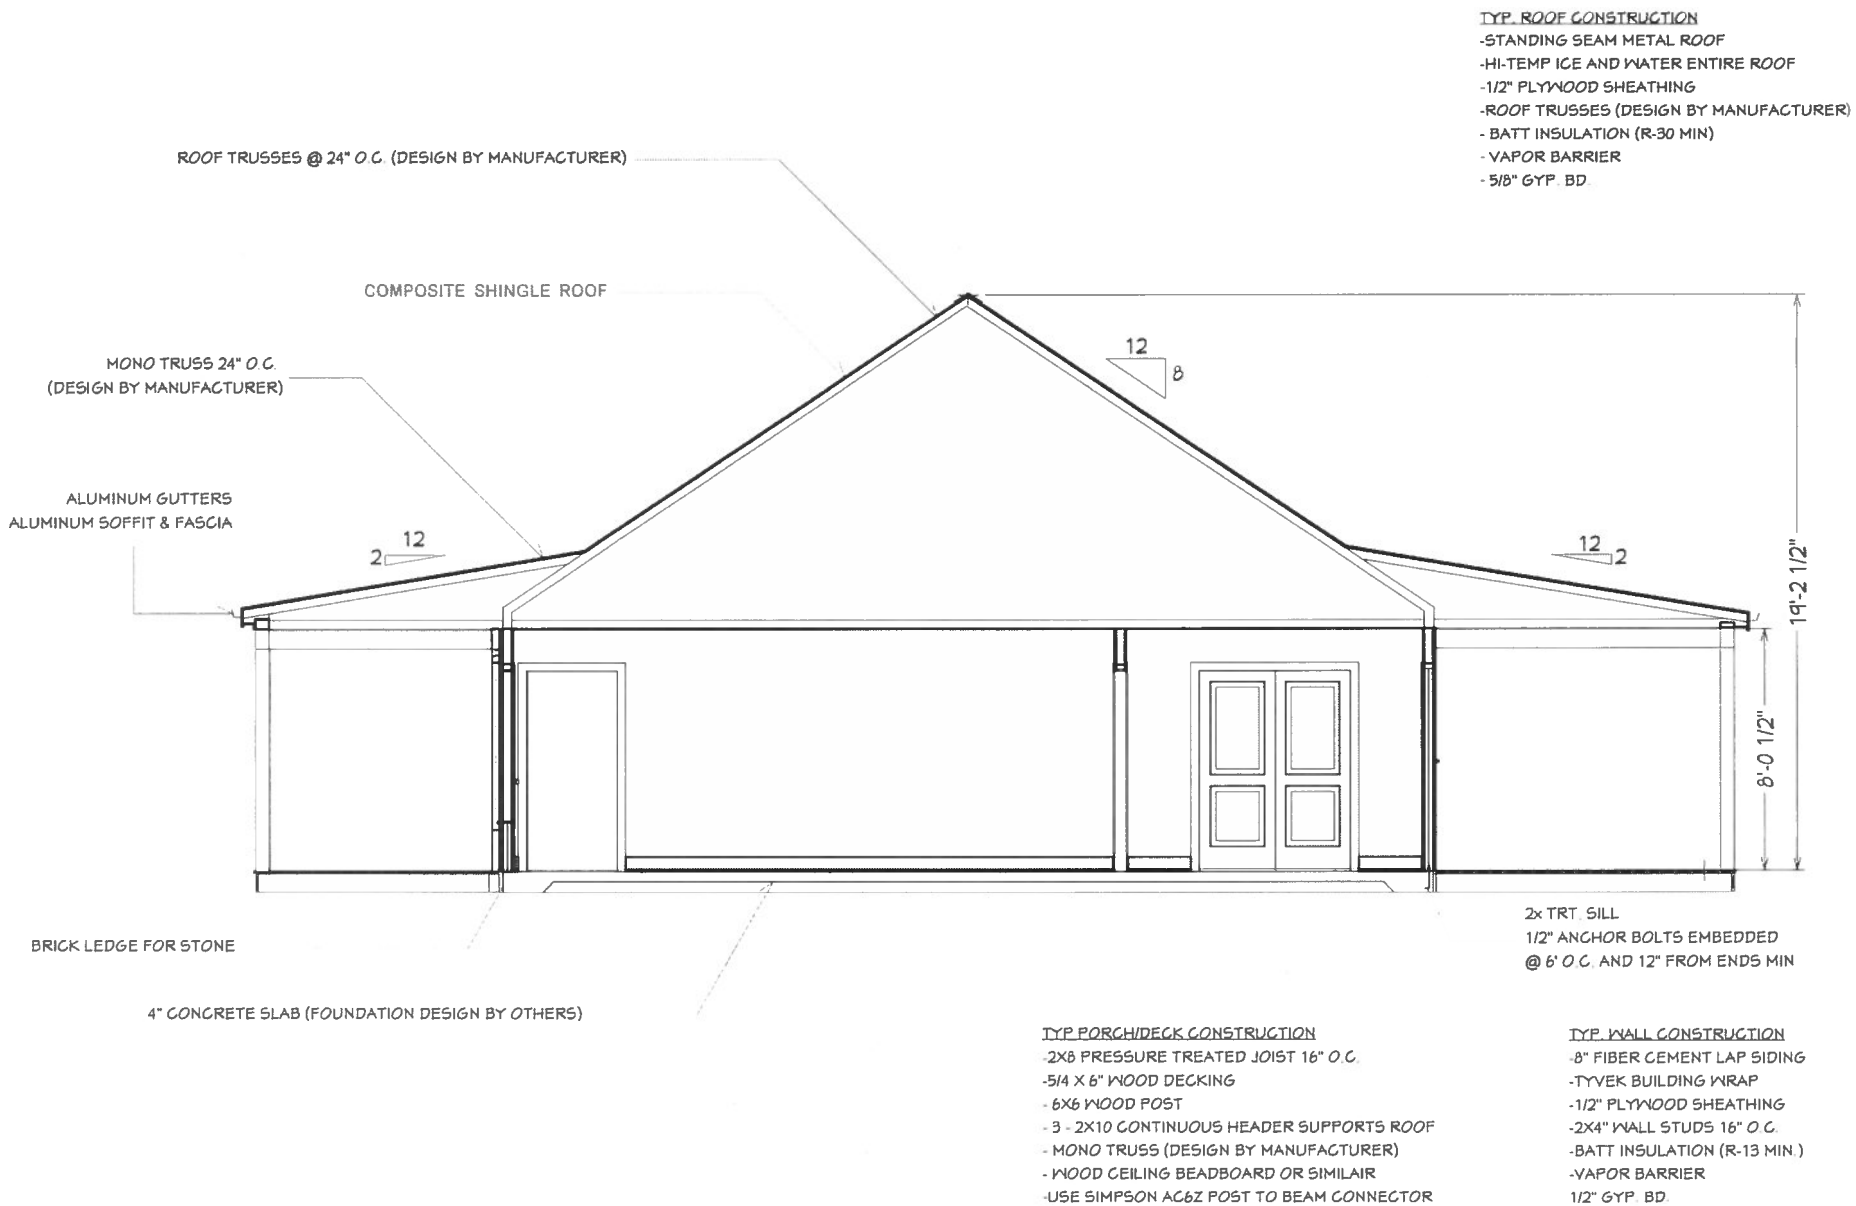 TYP. ROOF CONSTRUCTION
-STANDING SEAM METAL ROOF
-HI-TEMP ICE AND WATER ENTIRE ROOF
-1/2" PLYWOOD SHEATHING
-ROOF TRUSSES (DESIGN BY MANUFACTURER)
- BATT INSULATION (R-30 MIN)
- VAPOR BARRIER
- 5/8" GYP. BD.
ROOF TRUSSES @ 24" O.C. (DESIGN BY MANUFACTURER)
COMPOSITE SHINGLE ROOF
12
8
MONO TRUSS 24" O.C.
(DESIGN BY MANUFACTURER)
ALUMINUM GUTTERS
ALUMINUM SOFFIT & FASCIA
12
2
12
2
19'-2 1/2"
8'-0 1/2"
BRICK LEDGE FOR STONE
4" CONCRETE SLAB (FOUNDATION DESIGN BY OTHERS)
2x TRT. SILL
1/2" ANCHOR BOLTS EMBEDDED
@ 6' O.C. AND 12" FROM ENDS MIN
TYP PORCH/DECK CONSTRUCTION
-2X8 PRESSURE TREATED JOIST 16" O.C.
-5/4 X 6" WOOD DECKING
- 6X6 WOOD POST
- 3 - 2X10 CONTINUOUS HEADER SUPPORTS ROOF
- MONO TRUSS (DESIGN BY MANUFACTURER)
- WOOD CEILING BEADBOARD OR SIMILAIR
-USE SIMPSON AC6Z POST TO BEAM CONNECTOR
TYP. WALL CONSTRUCTION
-8" FIBER CEMENT LAP SIDING
-TYVEK BUILDING WRAP
-1/2" PLYWOOD SHEATHING
-2X4" WALL STUDS 16" O.C.
-BATT INSULATION (R-13 MIN.)
-VAPOR BARRIER
1/2" GYP. BD.